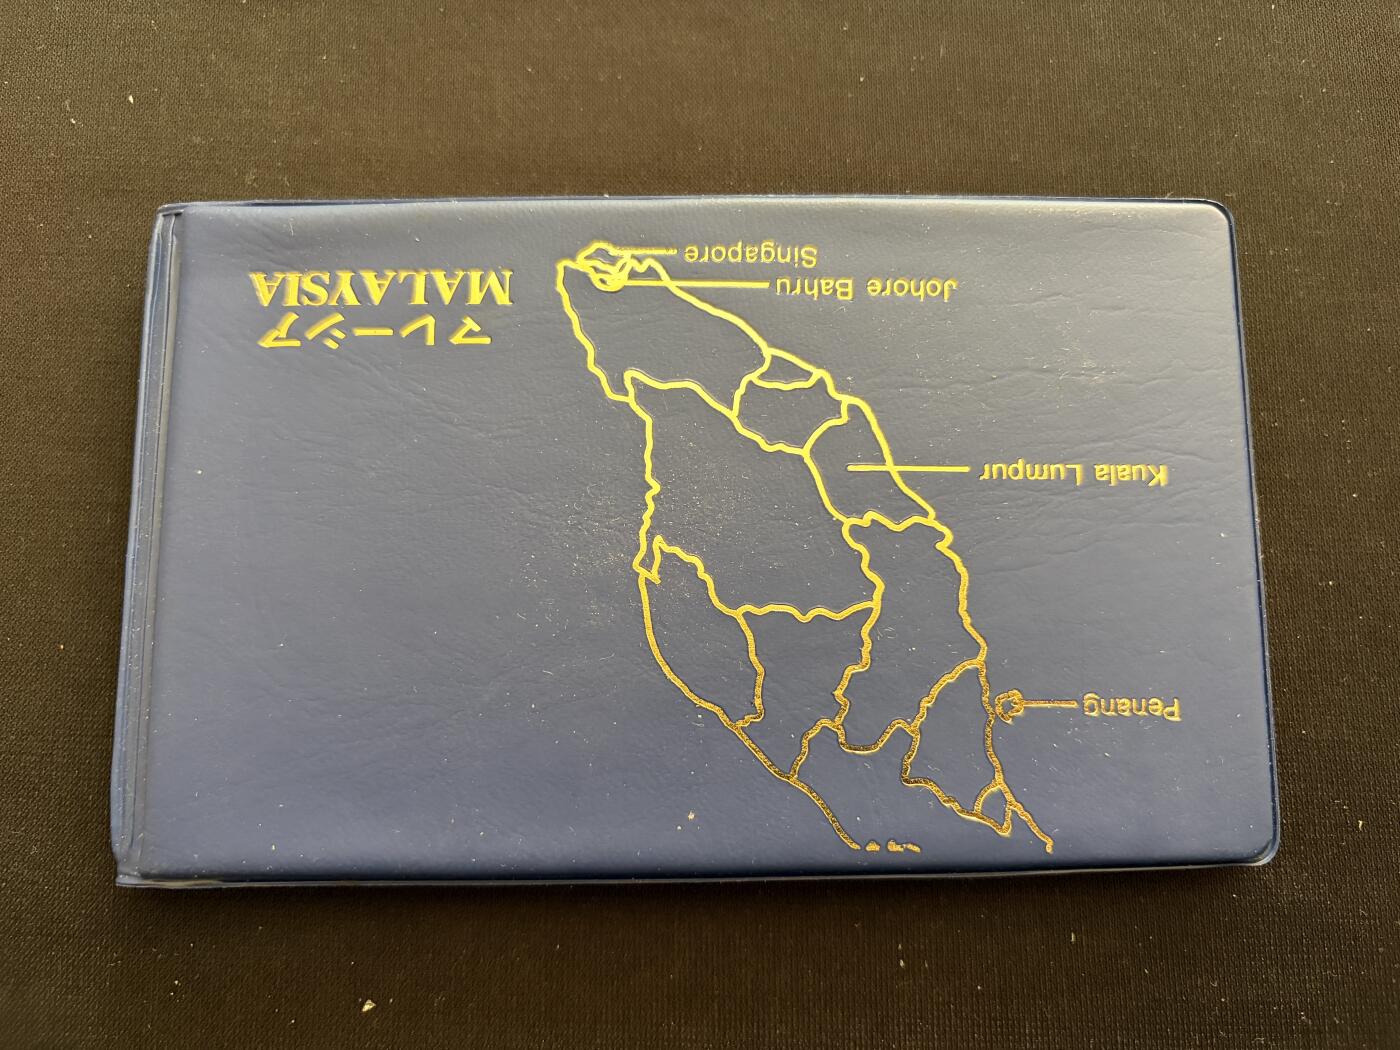 Penang
Kuala Lumpur
Johore Bahru
Singapore
マレーシア
MALAYSIA